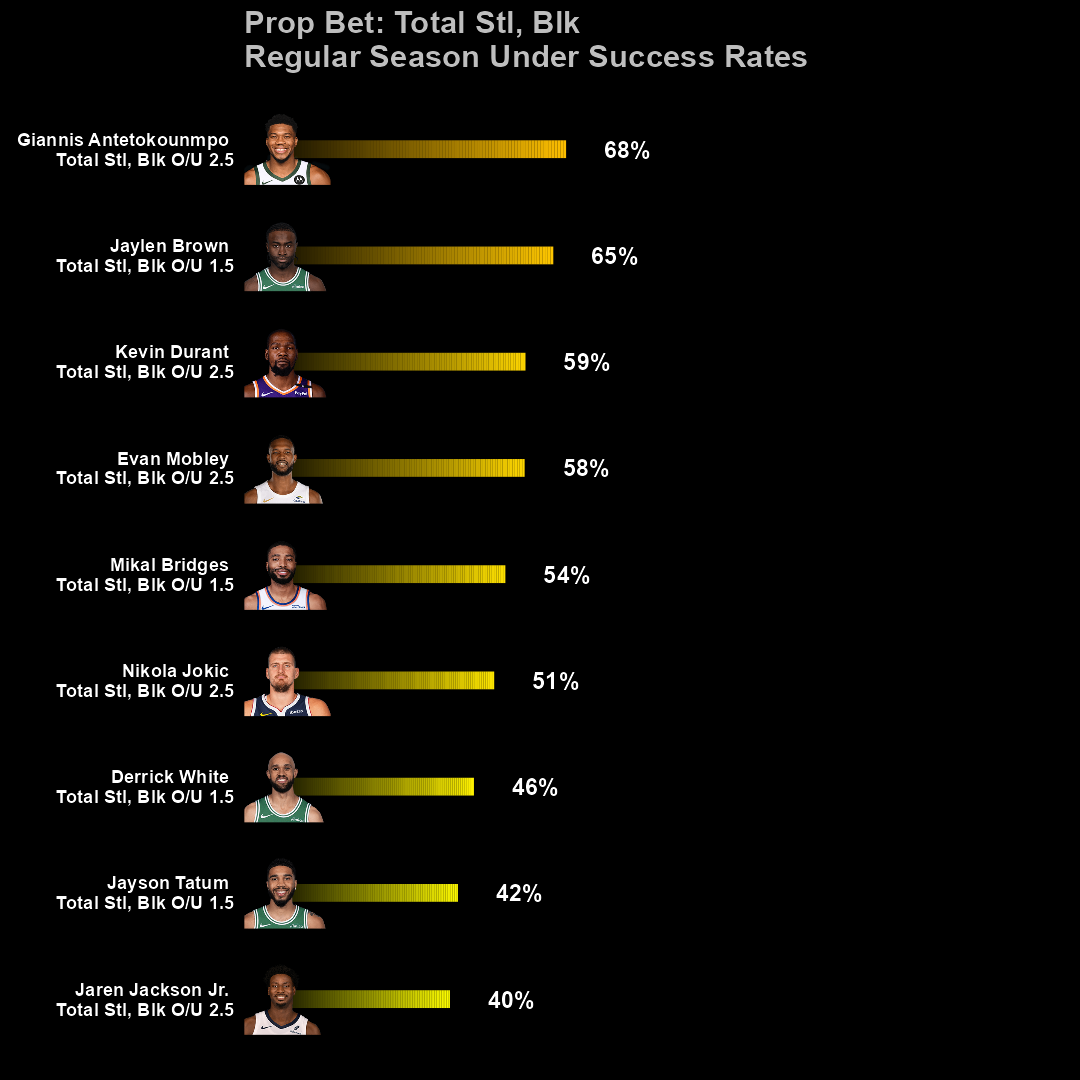 Prop Bet: Total Stl, Blk
Regular Season Under Success Rates
Giannis Antetokounmpo
Total Stl, Blk O/U 2.5
68%
Jaylen Brown
Total Stl, Blk O/U 1.5
65%
Kevin Durant
Total Stl, Blk O/U 2.5
59%
Evan Mobley
Total Stl, Blk O/U 2.5
58%
Mikal Bridges
Total Stl, Blk O/U 1.5
54%
Nikola Jokic
Total Stl, Blk O/U 2.5
51%
Derrick White
Total Stl, Blk O/U 1.5
46%
Jayson Tatum
Total Stl, Blk O/U 1.5
42%
Jaren Jackson Jr.
Total Stl, Blk O/U 2.5
40%